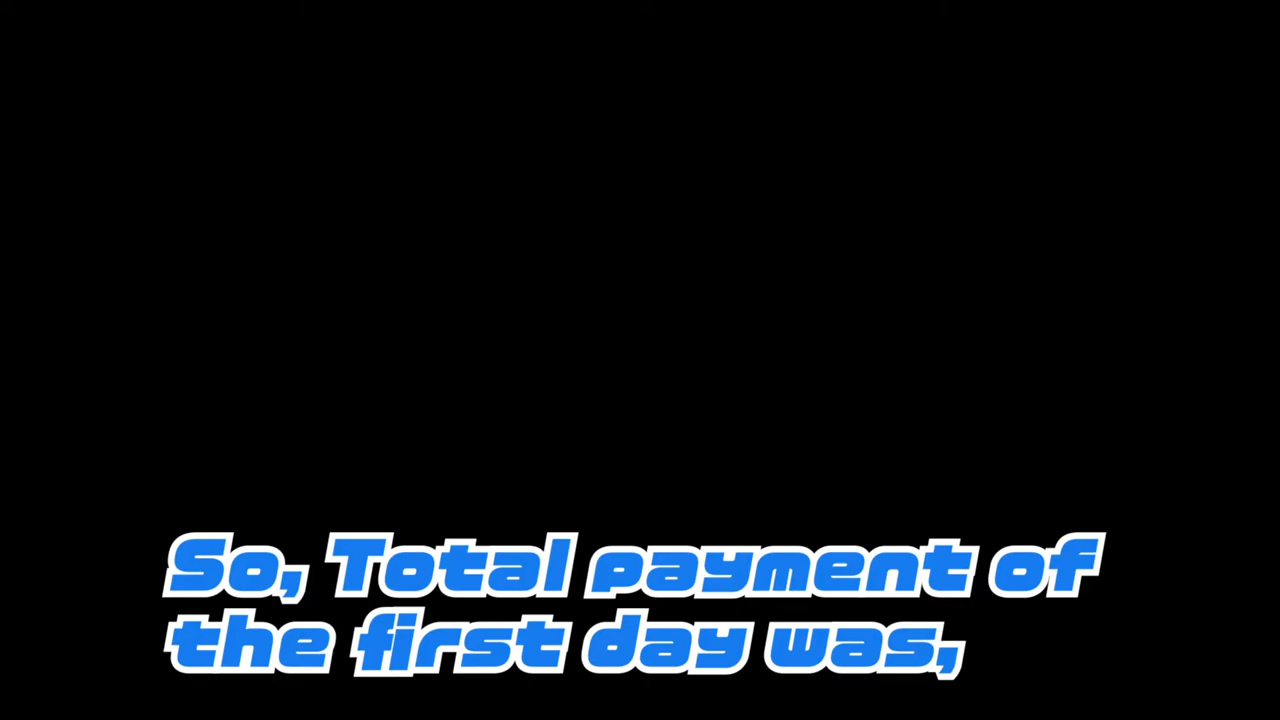 So, Total payment of
the first day was,